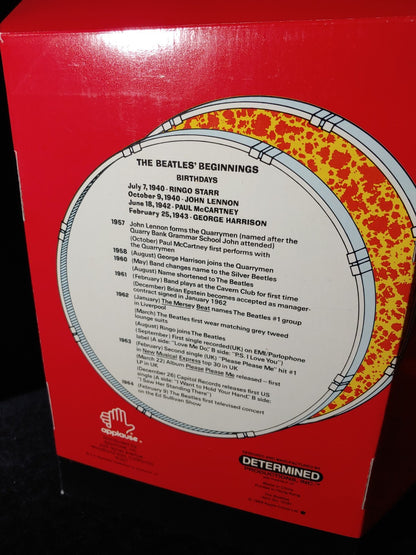 THE BEATLES' BEGINNINGS
BIRTHDAYS
July 7, 1940 · RINGO STARR
October 9, 1940 · JOHN LENNON
June 18, 1942 · PAUL McCARTNEY
February 25, 1943 · GEORGE HARRISON
1957 John Lennon forms the Quarrymen (named after the
Quarry Bank Grammar School John attended)
(October) Paul McCartney first performs with
the Quarrymen
1958 (August) George Harrison joins the Quarrymen
1960 (May) Band changes name to the Silver Beatles
(August) Name shortened to The Beatles
1961 (February) Band plays at the Cavern Club for first time
(December) Brian Epstein becomes accepted as manager-
contract signed in January 1962
1962 (January) The Mersey Beat names The Beatles #1 group
in Liverpool
(March) The Beatles first wear matching grey tweed
lounge suits
(August) Ringo joins The Beatles
(September) First single recorded (UK) on EMI/Parlophone
label (A side: "Love Me Do," B side: "P.S. I Love You")
1963 (February) Second single (UK) "Please Please Me" hit #1
in New Musical Express top 30 in UK
(March 22) Album Please Please Me released – first
LP in UK
(December 26) Capitol Records releases first US
single (A side: "I Want to Hold Your Hand," B side:
"I Saw Her Standing There")
1964 (February 9) The Beatles first televised concert
on the Ed Sullivan Show
applause™
DETERMINED
PRODUCTIONS, INC.